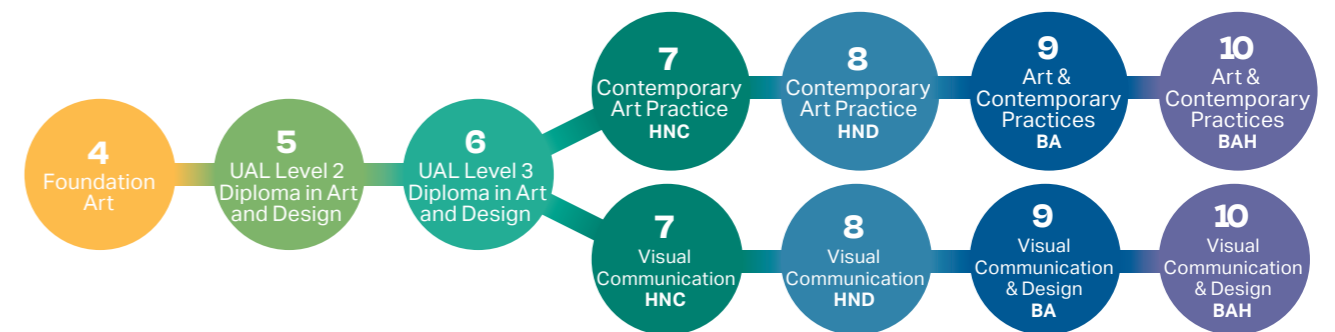 4
Foundation
Art
5
UAL Level 2
Diploma in Art
and Design
6
UAL Level 3
Diploma in Art
and Design
7
Contemporary
Art Practice
HNC
8
Contemporary
Art Practice
HND
9
Art &
Contemporary
Practices
BA
10
Art &
Contemporary
Practices
BAH
7
Visual
Communication
HNC
8
Visual
Communication
HND
9
Visual
Communication
& Design
BA
10
Visual
Communication
& Design
BAH